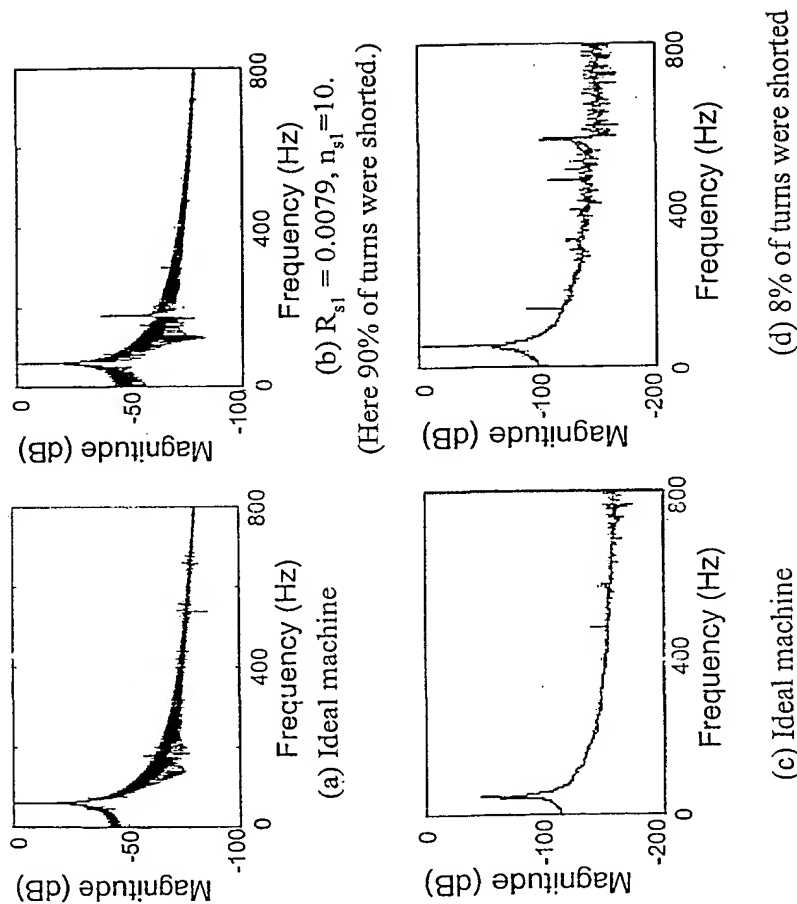 0
-50
-100
Magnitude (dB)
0
400
800
Frequency (Hz)
(a) Ideal machine
0
-50
-100
Magnitude (dB)
0
400
800
Frequency (Hz)
(b) R_s1 = 0.0079, n_s1 =10.
(Here 90% of turns were shorted.)
0
-100
-200
Magnitude (dB)
0
400
800
Frequency (Hz)
(c) Ideal machine
0
-100
-200
Magnitude (dB)
0
400
800
Frequency (Hz)
(d) 8% of turns were shorted